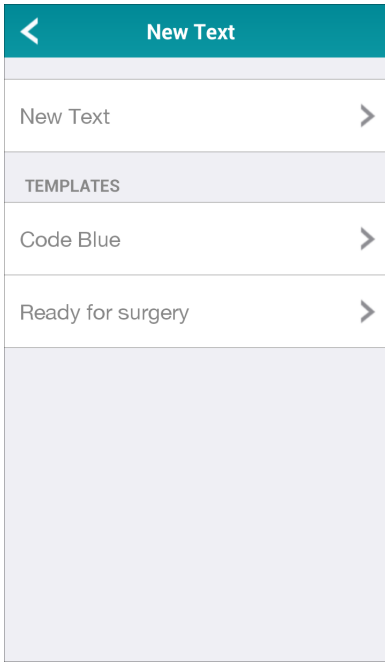 New Text
New Text
TEMPLATES
Code Blue
Ready for surgery